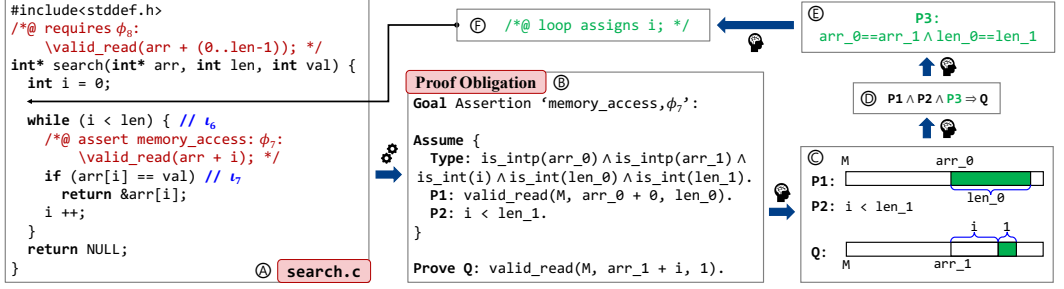 #include<stddef.h>
/*@ requires ϕ₈:
\valid_read(arr + (0..len-1)); */
int* search(int* arr, int len, int val) {
int i = 0;
while (i < len) { // ι₆
/*@ assert memory_access: ϕ₇:
\valid_read(arr + i); */
if (arr[i] == val) // ι₇
return &arr[i];
i ++;
}
return NULL;
}
Ⓐ search.c
Proof Obligation Ⓑ
Goal Assertion ‘memory_access,ϕ₇’:
Assume {
Type: is_intp(arr_0) ∧ is_intp(arr_1) ∧
is_int(i) ∧ is_int(len_0) ∧ is_int(len_1).
P1: valid_read(M, arr_0 + 0, len_0).
P2: i < len_1.
}
Prove Q: valid_read(M, arr_1 + i, 1).
Ⓒ
M arr_0
P1:
len_0
P2: i < len_1
i 1
Q:
M arr_1
Ⓓ P1 ∧ P2 ∧ P3 ⇒ Q
Ⓔ P3:
arr_0==arr_1 ∧ len_0==len_1
Ⓕ /*@ loop assigns i; */